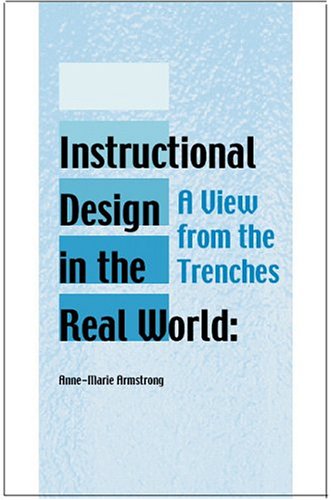 Instructional
Design
in the
Real World:
A View
from the
Trenches
Anne-Marie Armstrong